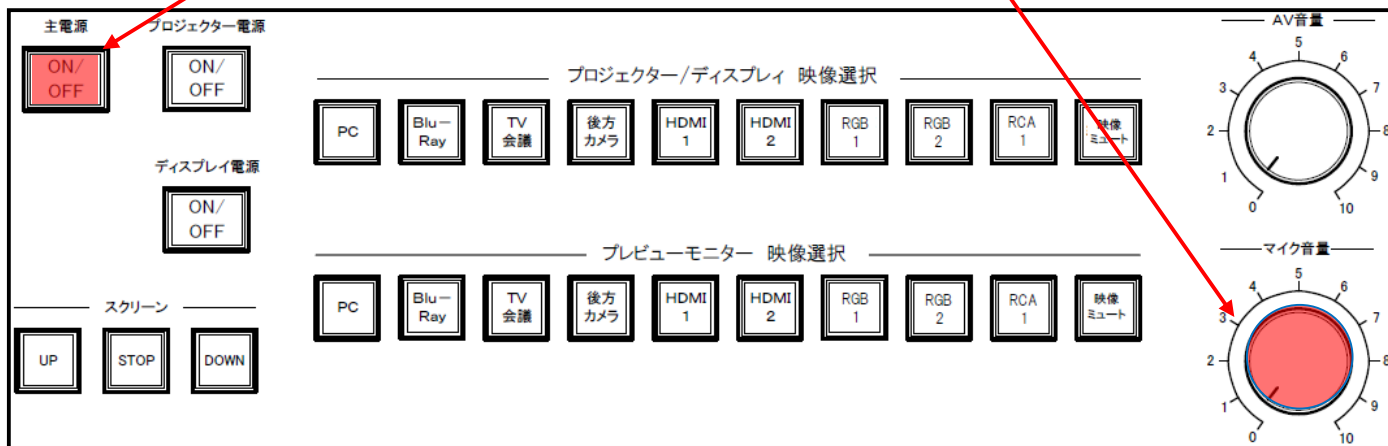 主電源
プロジェクター電源
ON/
OFF
ON/
OFF
ディスプレイ電源
ON/
OFF
スクリーン
UP
STOP
DOWN
プロジェクター/ディスプレィ 映像選択
PC
Blu-
Ray
TV
会議
後方
カメラ
HDMI
1
HDMI
2
RGB
1
RGB
2
RCA
1
映像
ミュート
プレビューモニター 映像選択
PC
Blu-
Ray
TV
会議
後方
カメラ
HDMI
1
HDMI
2
RGB
1
RGB
2
RCA
1
映像
ミュート
AV音量
0
1
2
3
4
5
6
7
8
9
10
マイク音量
0
1
2
3
4
5
6
7
8
9
10